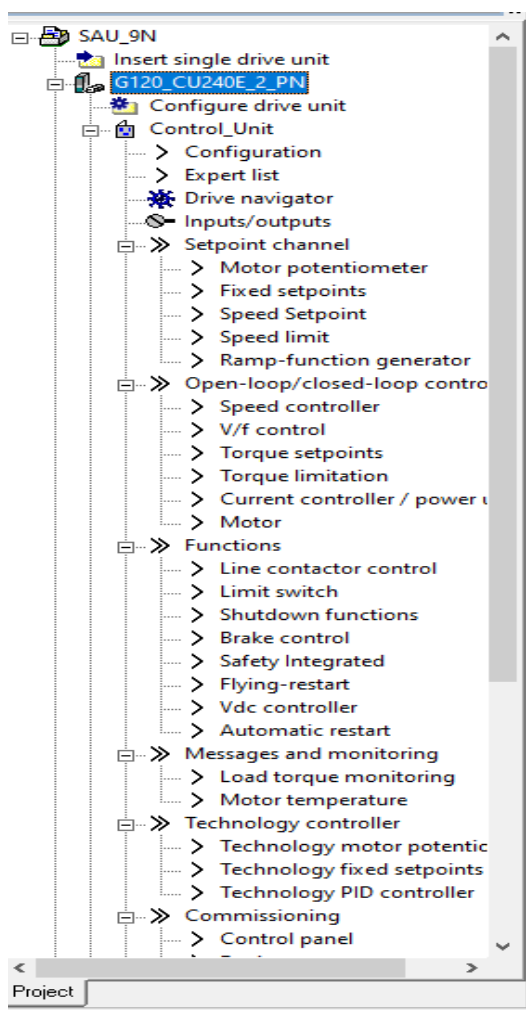 SAU_9N
Insert single drive unit
G120_CU240E_2_PN
Configure drive unit
Control_Unit
Configuration
Expert list
Drive navigator
Inputs/outputs
Setpoint channel
Motor potentiometer
Fixed setpoints
Speed Setpoint
Speed limit
Ramp-function generator
Open-loop/closed-loop contro
Speed controller
V/f control
Torque setpoints
Torque limitation
Current controller / power
Motor
Functions
Line contactor control
Limit switch
Shutdown functions
Brake control
Safety Integrated
Flying-restart
Vdc controller
Automatic restart
Messages and monitoring
Load torque monitoring
Motor temperature
Technology controller
Technology motor potentic
Technology fixed setpoints
Technology PID controller
Commissioning
Control panel
Project